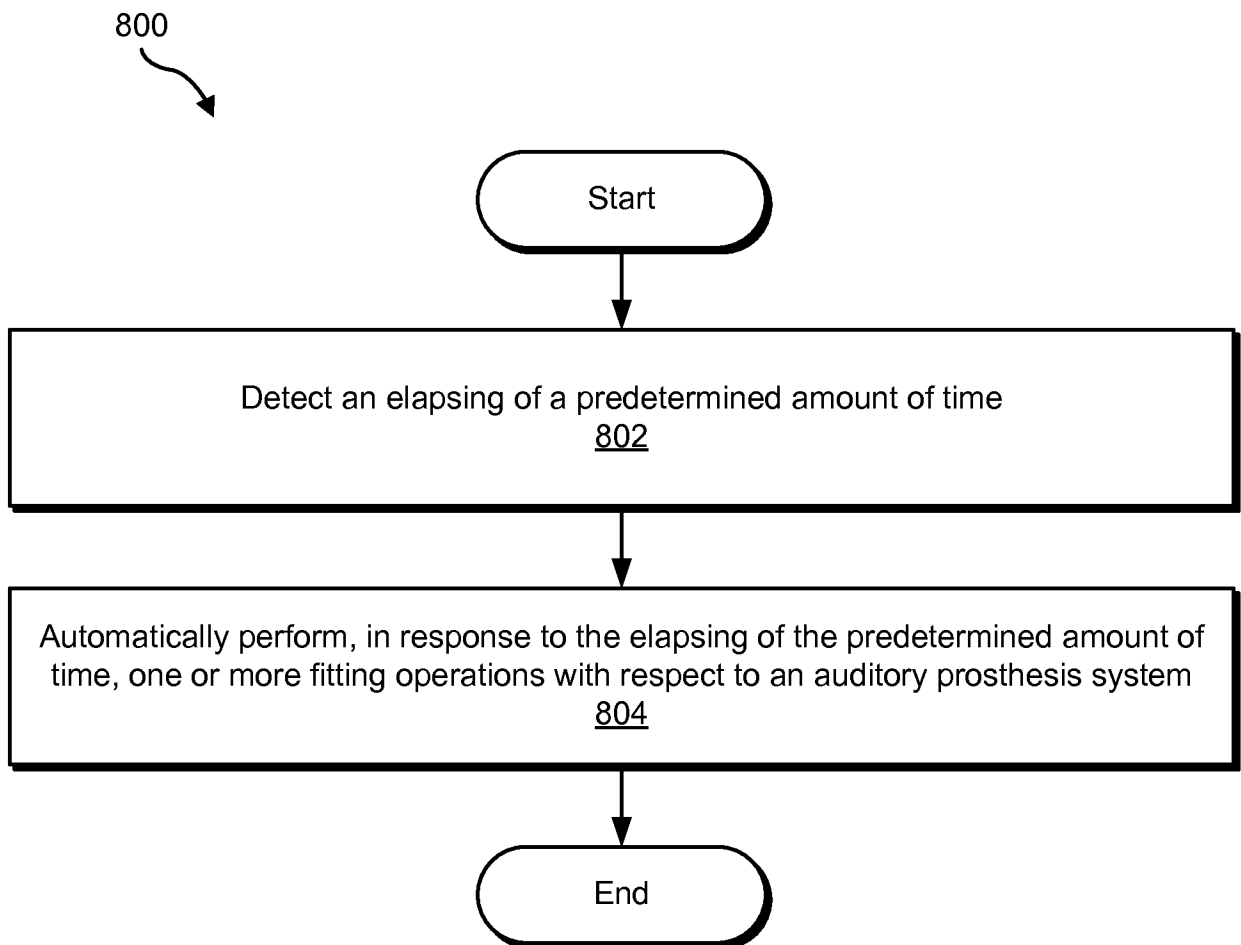 800
Start
Detect an elapsing of a predetermined amount of time
802
Automatically perform, in response to the elapsing of the predetermined amount of
time, one or more fitting operations with respect to an auditory prosthesis system
804
End